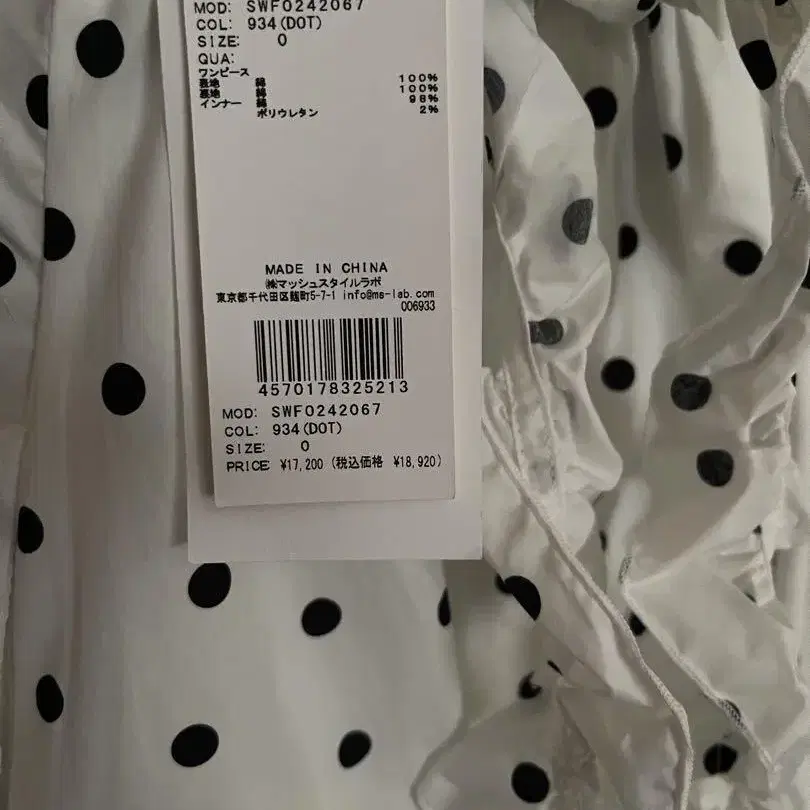 MOD: SWF0242067
COL: 934(DOT)
SIZE: 0
QUA:
ワンピース
表地 綿 100%
裏地 綿 100%
インナー 綿 98%
ポリウレタン 2%
MADE IN CHINA
㈱マッシュスタイルラボ
東京都千代田区麹町5-7-1 info@ms-lab.com
006933
4570178325213
MOD: SWF0242067
COL: 934(DOT)
SIZE: 0
PRICE: ¥17,200 (税込価格 ¥18,920)